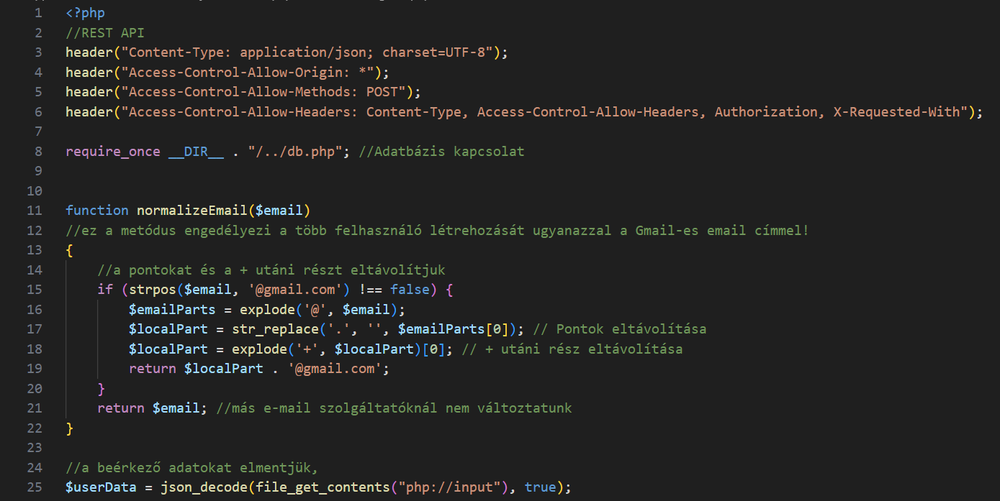 1 <?php
2 //REST API
3 header("Content-Type: application/json; charset=UTF-8");
4 header("Access-Control-Allow-Origin: *");
5 header("Access-Control-Allow-Methods: POST");
6 header("Access-Control-Allow-Headers: Content-Type, Access-Control-Allow-Headers, Authorization, X-Requested-With");
7
8 require_once __DIR__ . "/../db.php"; //Adatbázis kapcsolat
9
10
11 function normalizeEmail($email)
12 //ez a metódus engedélyezi a több felhasználó létrehozását ugyanazzal a Gmail-es email címmel!
13 {
14     //a pontokat és a + utáni részt eltávolítjuk
15     if (strpos($email, '@gmail.com') !== false) {
16         $emailParts = explode('@', $email);
17         $localPart = str_replace('.', '', $emailParts[0]); // Pontok eltávolítása
18         $localPart = explode('+', $localPart)[0]; // + utáni rész eltávolítása
19         return $localPart . '@gmail.com';
20     }
21     return $email; //más e-mail szolgáltatóknál nem változtatunk
22 }
23
24 //a beérkező adatokat elmentjük,
25 $userData = json_decode(file_get_contents("php://input"), true);